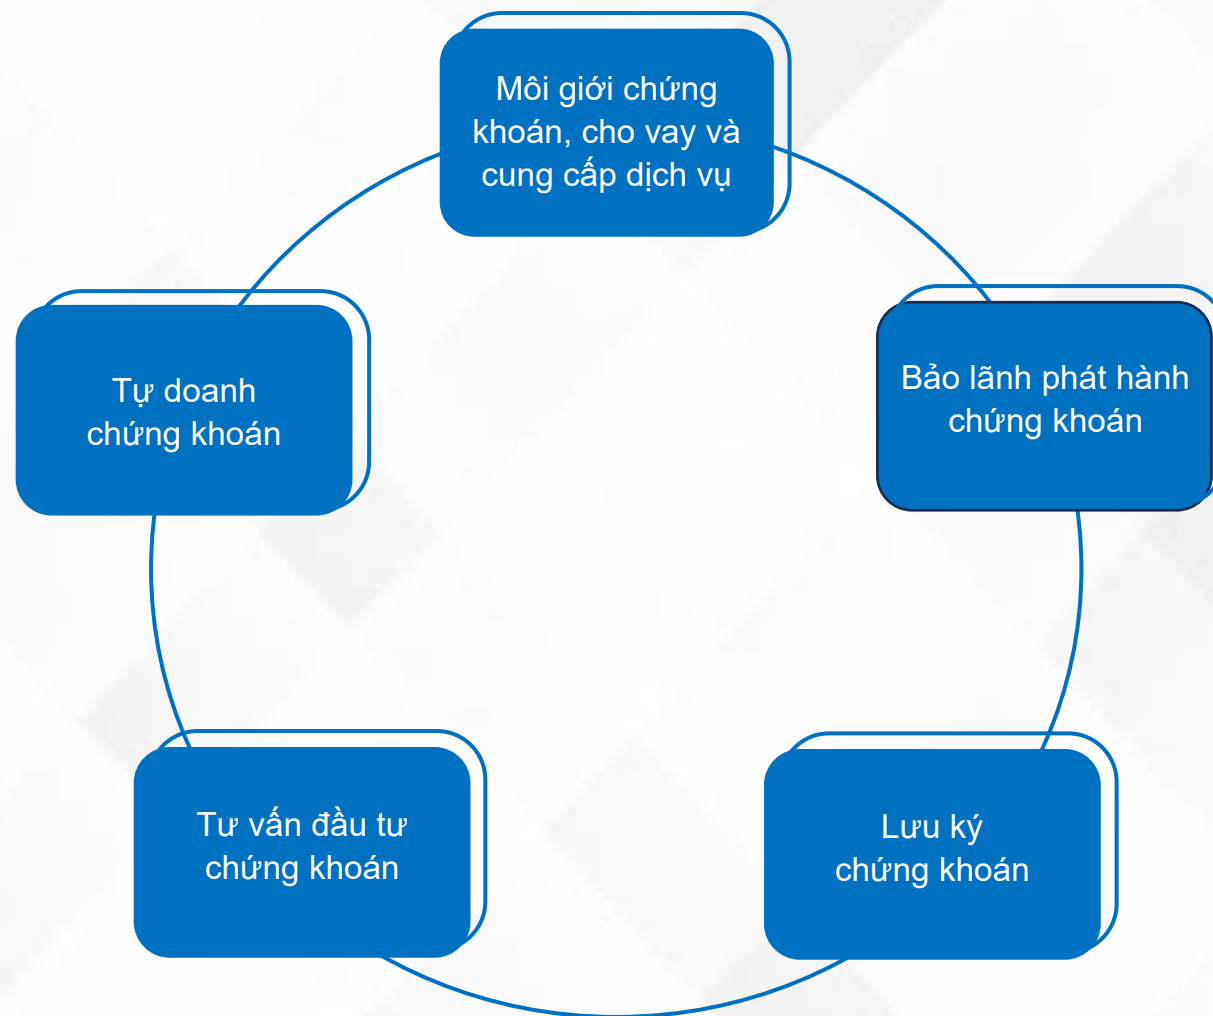 Môi giới chứng
khoán, cho vay và
cung cấp dịch vụ
Tự doanh
chứng khoán
Bảo lãnh phát hành
chứng khoán
Tư vấn đầu tư
chứng khoán
Lưu ký
chứng khoán